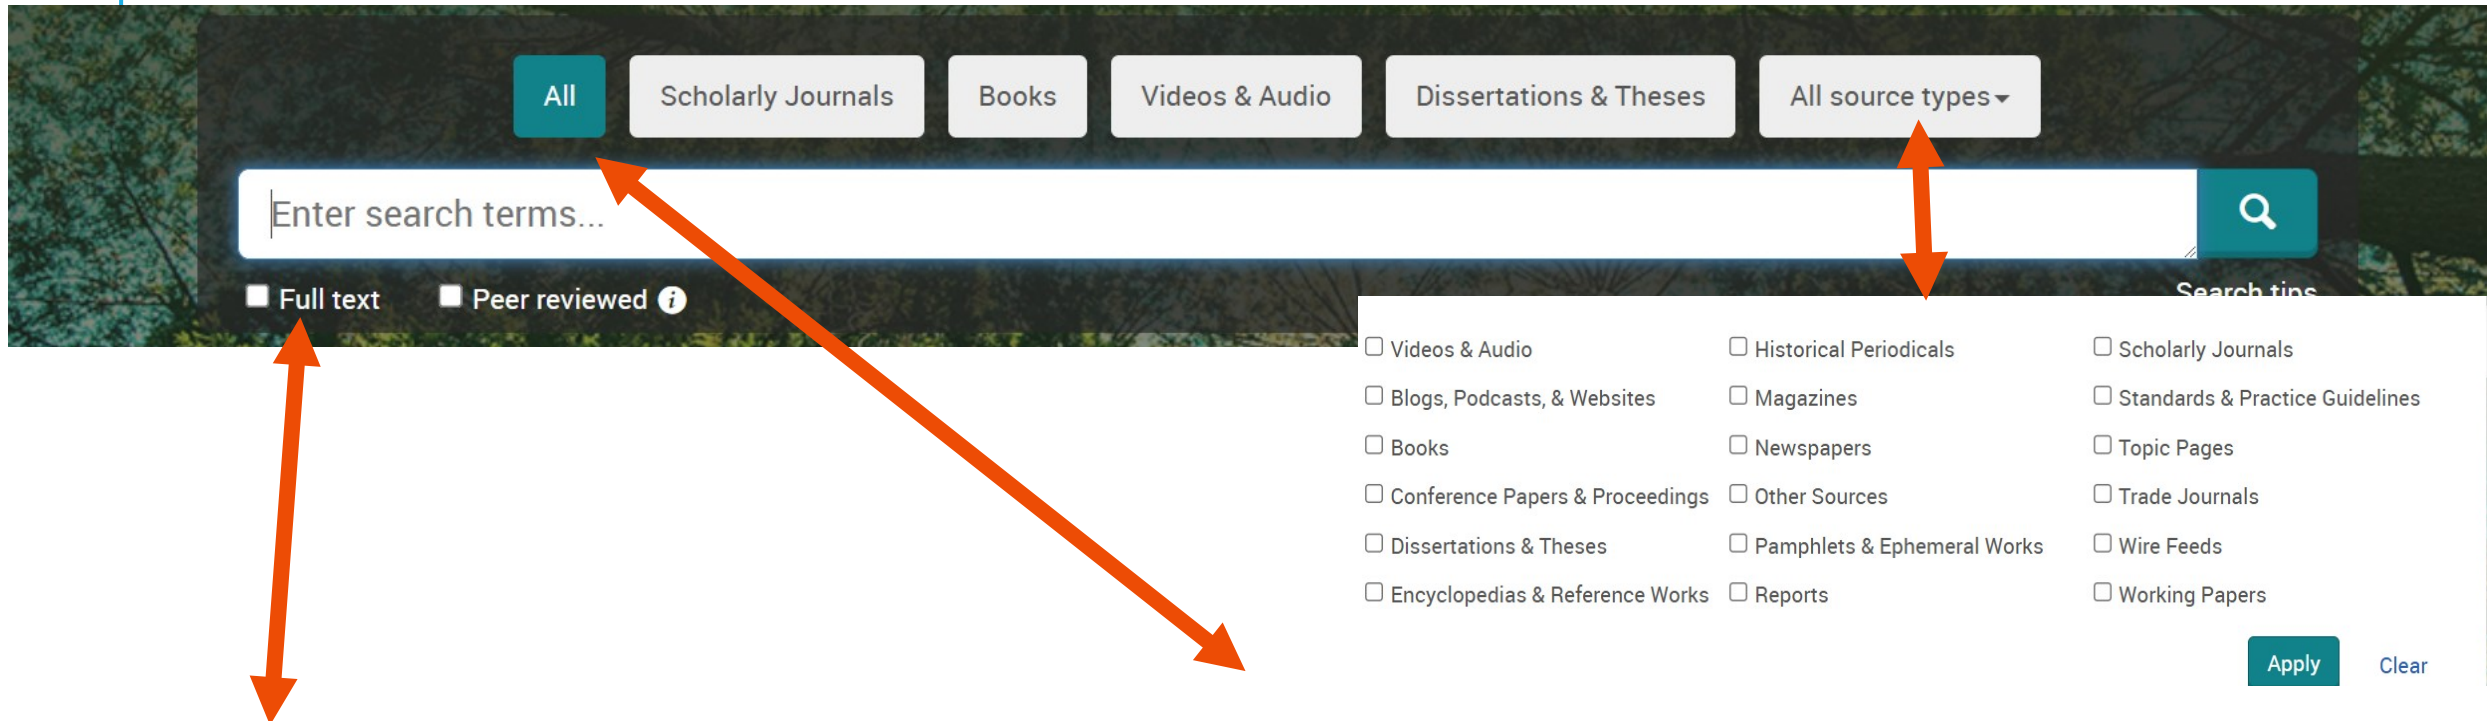 All Scholarly Journals Books Videos & Audio Dissertations & Theses All source types
Enter search terms...
Full text Peer reviewed
Search tips
Videos & Audio Historical Periodicals Scholarly Journals
Blogs, Podcasts, & Websites Magazines Standards & Practice Guidelines
Books Newspapers Topic Pages
Conference Papers & Proceedings Other Sources Trade Journals
Dissertations & Theses Pamphlets & Ephemeral Works Wire Feeds
Encyclopedias & Reference Works Reports Working Papers
Apply Clear